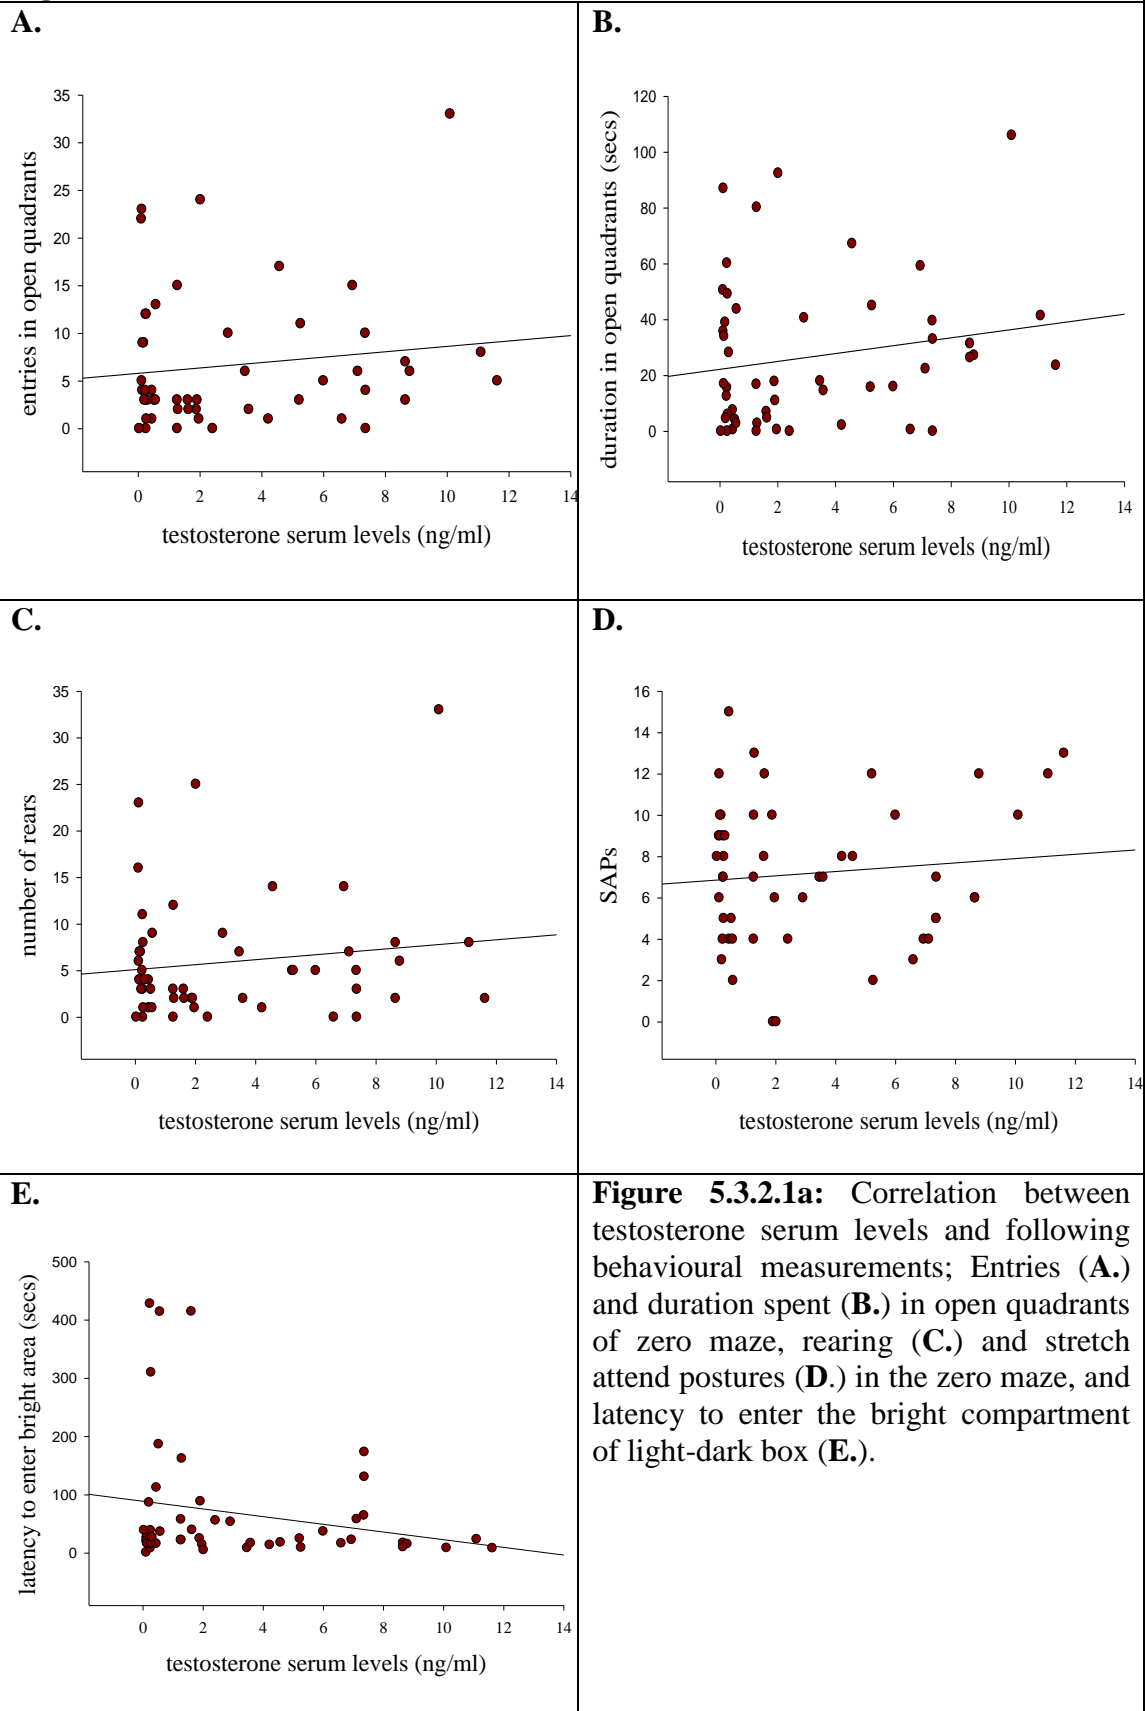 A.
35
30
25
20
15
10
5
0
entries in open quadrants
0 2 4 6 8 10 12 14
testosterone serum levels (ng/ml)
B.
120
100
80
60
40
20
0
duration in open quadrants (secs)
0 2 4 6 8 10 12 14
testosterone serum levels (ng/ml)
C.
35
30
25
20
15
10
5
0
number of rears
0 2 4 6 8 10 12 14
testosterone serum levels (ng/ml)
D.
16
14
12
10
8
6
4
2
0
SAPs
0 2 4 6 8 10 12 14
testosterone serum levels (ng/ml)
E.
500
400
300
200
100
0
latency to enter bright area (secs)
0 2 4 6 8 10 12 14
testosterone serum levels (ng/ml)
Figure 5.3.2.1a: Correlation between
testosterone serum levels and following
behavioural measurements; Entries (A.)
and duration spent (B.) in open quadrants
of zero maze, rearing (C.) and stretch
attend postures (D.) in the zero maze, and
latency to enter the bright compartment
of light-dark box (E.).